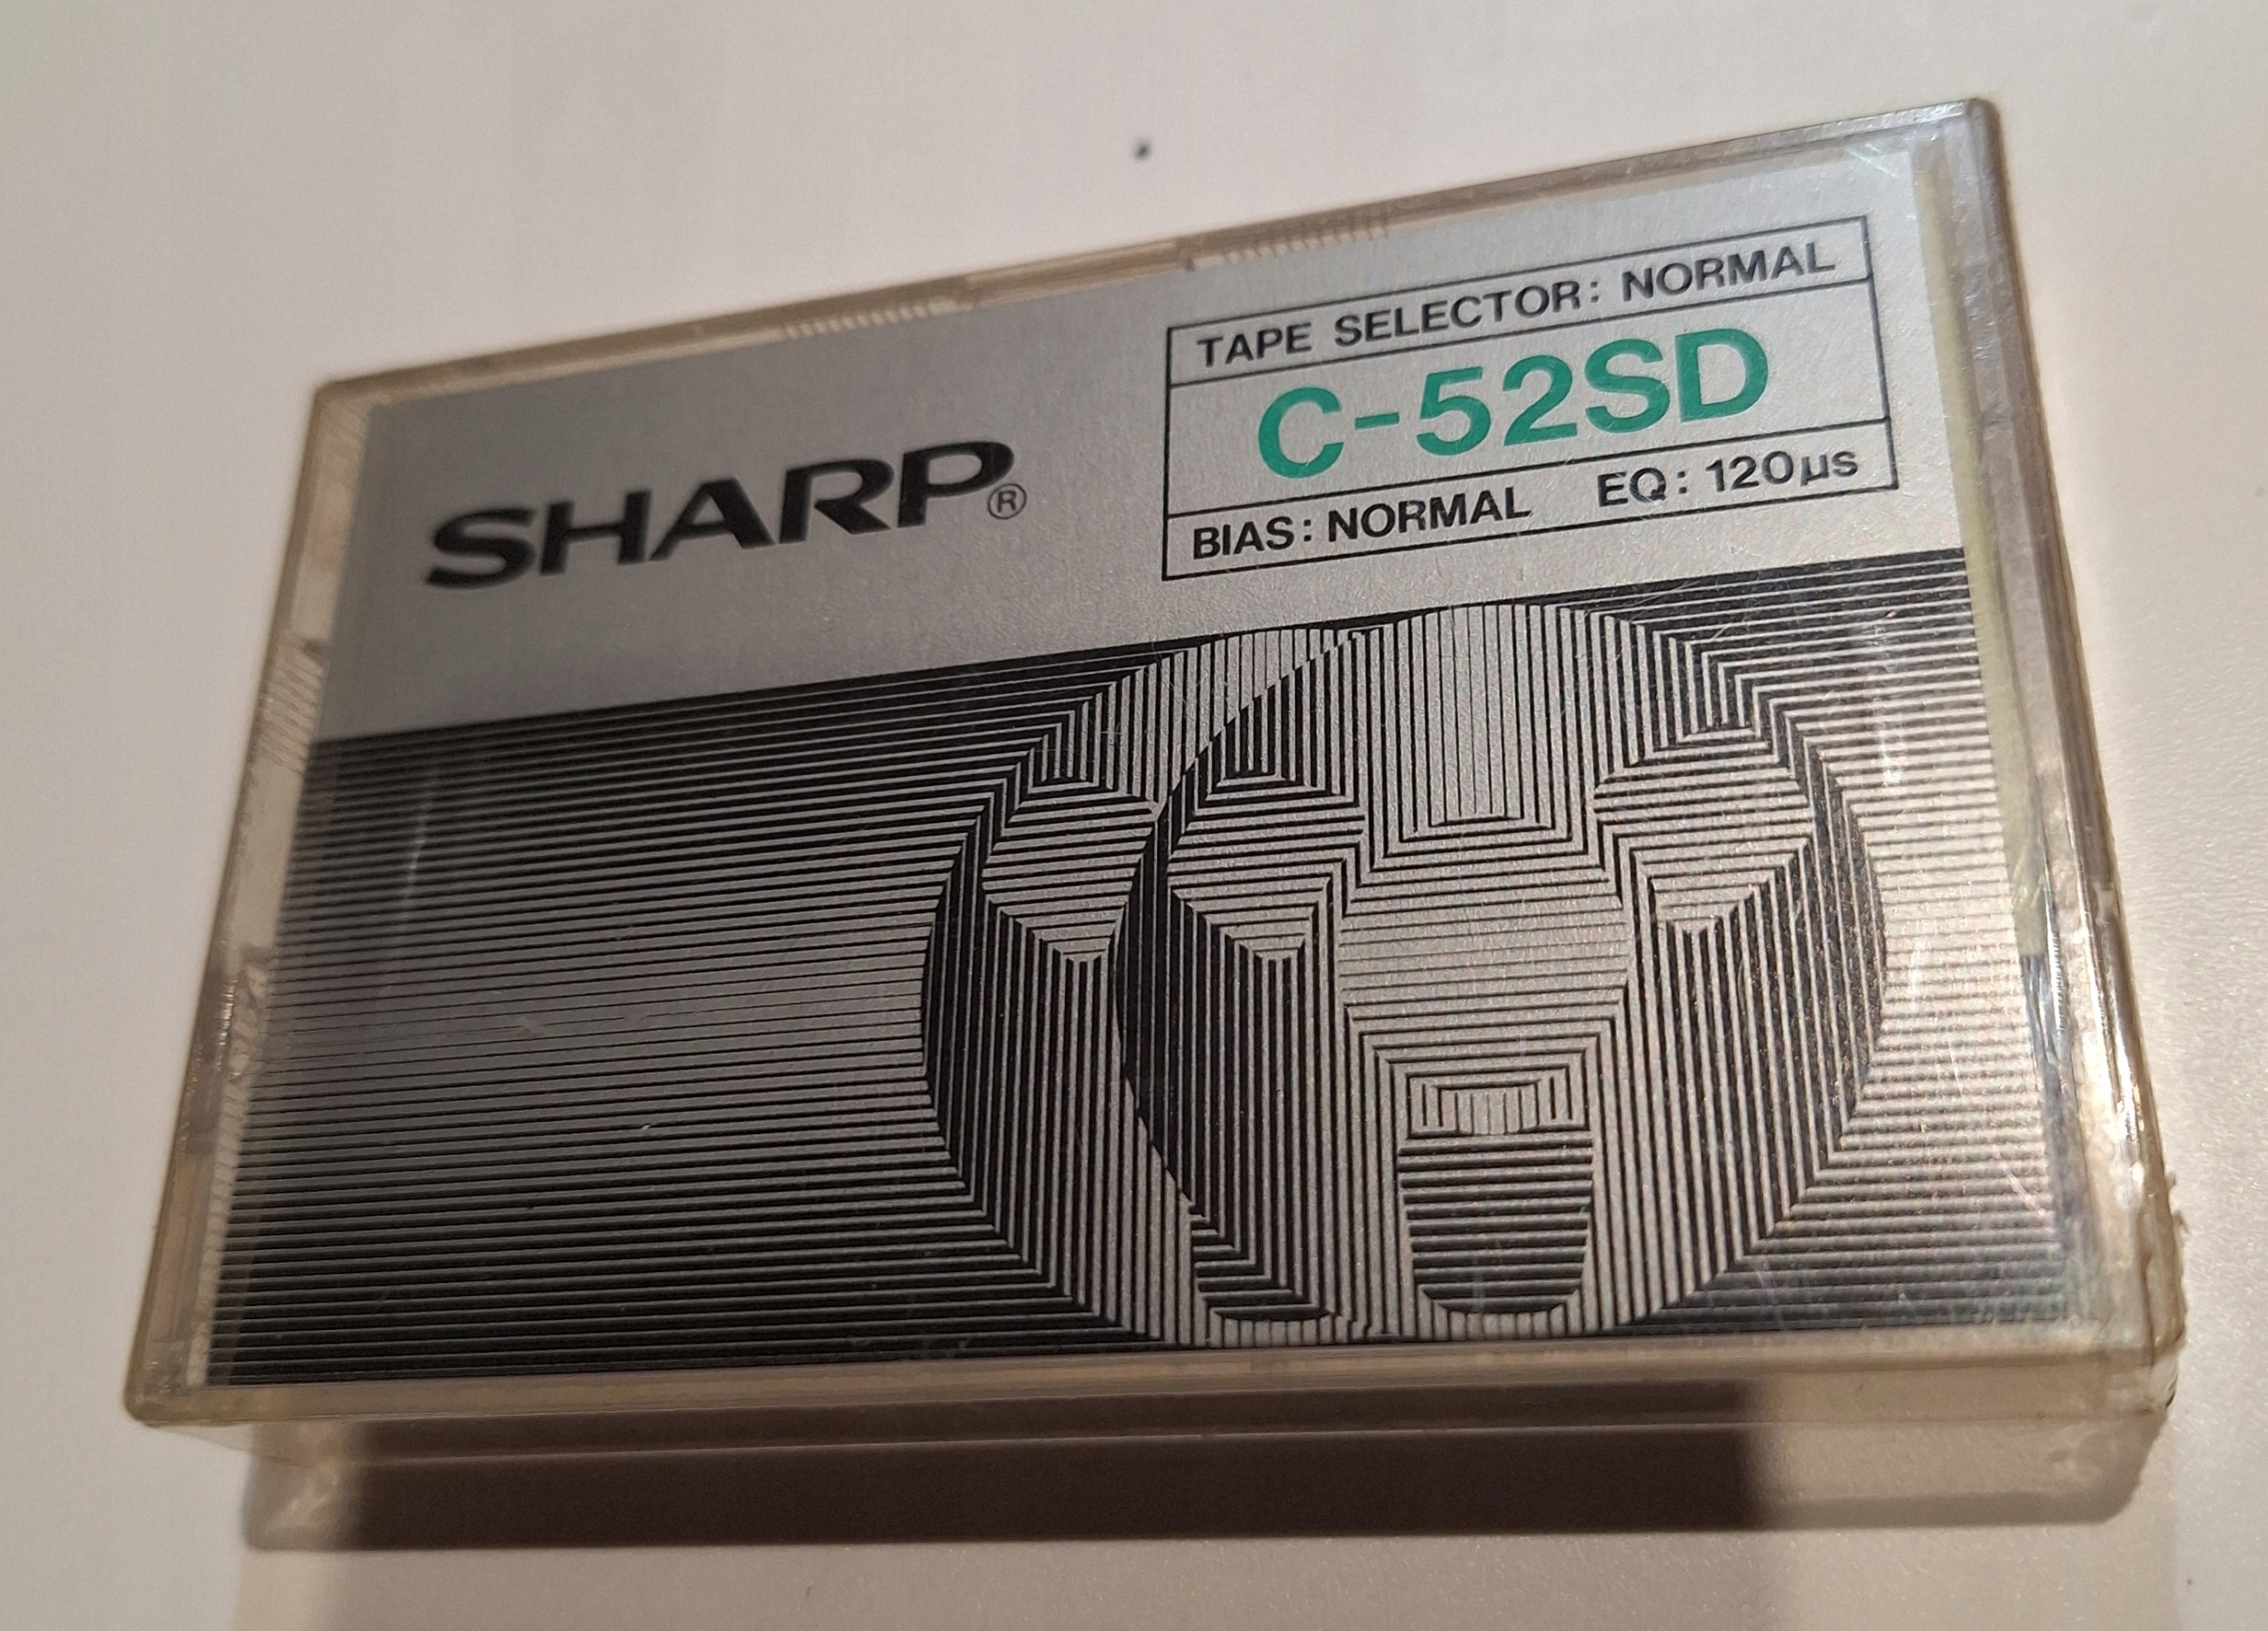 SHARP®
TAPE SELECTOR: NORMAL
C-52SD
BIAS: NORMAL EQ: 120µs